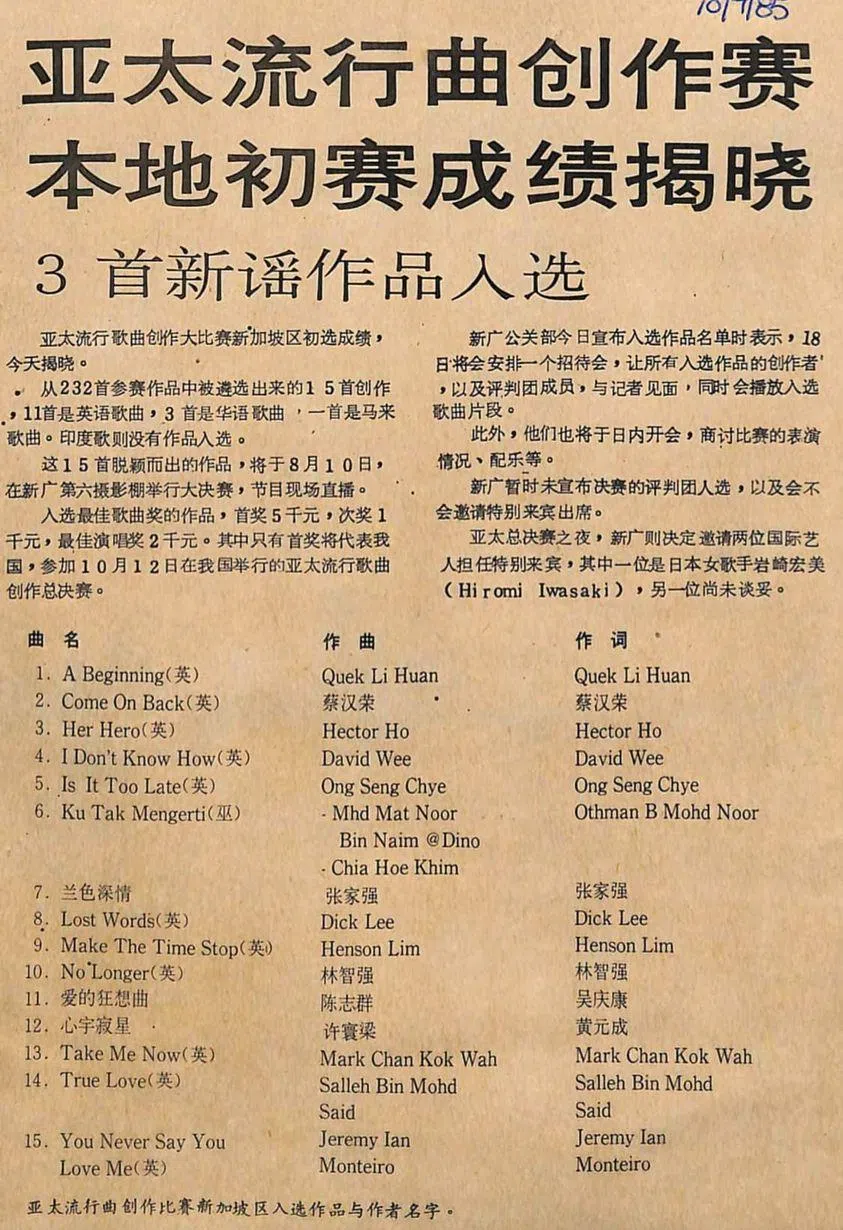 10/7/85
亚太流行曲创作赛
本地初赛成绩揭晓
3 首新谣作品入选
亚太流行歌曲创作大比赛新加坡区初选成绩，
今天揭晓。
从232首参赛作品中被遴选出来的15首创作
，11首是英语歌曲，3 首是华语歌曲，一首是马来
歌曲。印度歌则没有作品入选。
这15首脱颖而出的作品，将于8月10日，
在新广第六摄影棚举行大决赛，节目现场直播。
入选最佳歌曲奖的作品，首奖5千元，次奖1
千元，最佳演唱奖2千元。其中只有首奖将代表我
国，参加10月12日在我国举行的亚太流行歌曲
创作总决赛。
新广公关部今日宣布入选作品名单时表示，18
日将会安排一个招待会，让所有入选作品的创作者
，以及评判团成员，与记者见面，同时会播放入选
歌曲片段。
此外，他们也将于日内开会，商讨比赛的表演
情况、配乐等。
新广暂时未宣布决赛的评判团人选，以及会不
会邀请特别来宾出席。
亚太总决赛之夜，新广则决定邀请两位国际艺
人担任特别来宾，其中一位是日本女歌手岩崎宏美
（Hiromi Iwasaki），另一位尚未谈妥。
曲 名 作 曲 作 词
1. A Beginning(英) Quek Li Huan Quek Li Huan
2. Come On Back(英) 蔡汉荣 蔡汉荣
3. Her Hero(英) Hector Ho Hector Ho
4. I Don't Know How(英) David Wee David Wee
5. Is It Too Late(英) Ong Seng Chye Ong Seng Chye
6. Ku Tak Mengerti(巫) · Mhd Mat Noor Othman B Mohd Noor
Bin Naim @Dino
· Chia Hoe Khim
7. 兰色深情 张家强 张家强
8. Lost Words(英) Dick Lee Dick Lee
9. Make The Time Stop(英) Henson Lim Henson Lim
10. No Longer(英) 林智强 林智强
11. 爱的狂想曲 陈志群 吴庆康
12. 心宇寂星 许寰梁 黄元成
13. Take Me Now(英) Mark Chan Kok Wah Mark Chan Kok Wah
14. True Love(英) Salleh Bin Mohd Salleh Bin Mohd
Said Said
15. You Never Say You Jeremy Ian Jeremy Ian
Love Me(英) Monteiro Monteiro
亚太流行曲创作比赛新加坡区入选作品与作者名字。